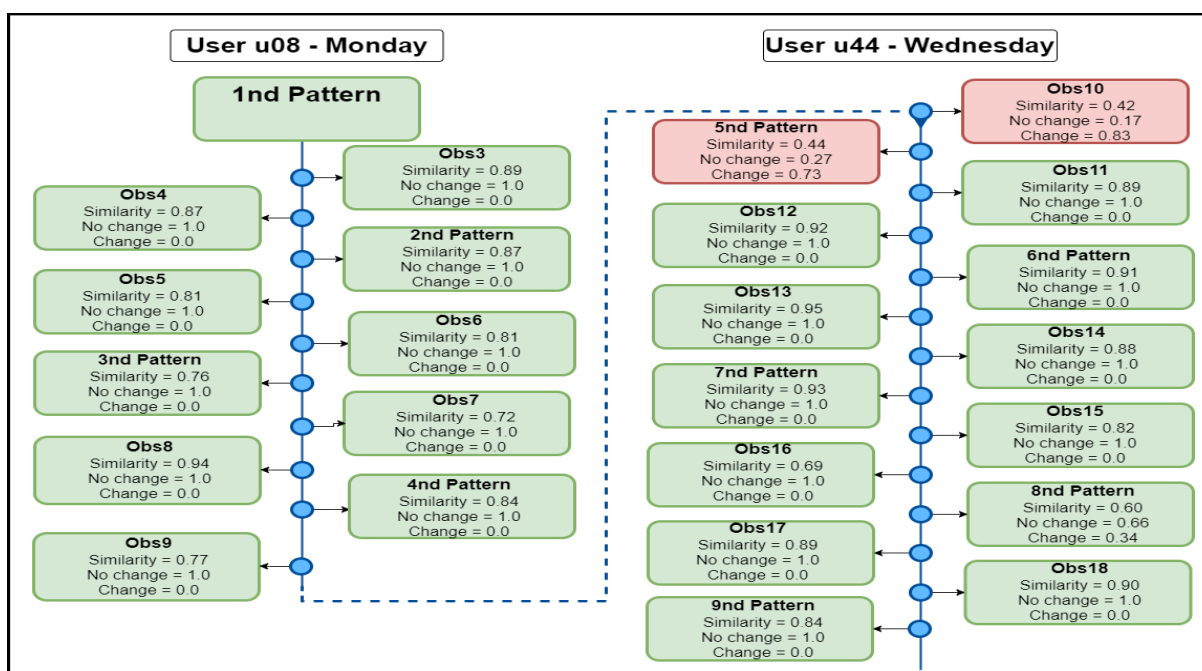 User u08 - Monday
1nd Pattern
Obs3
Similarity = 0.89
No change = 1.0
Change = 0.0
Obs4
Similarity = 0.87
No change = 1.0
Change = 0.0
2nd Pattern
Similarity = 0.87
No change = 1.0
Change = 0.0
Obs5
Similarity = 0.81
No change = 1.0
Change = 0.0
Obs6
Similarity = 0.81
No change = 1.0
Change = 0.0
3nd Pattern
Similarity = 0.76
No change = 1.0
Change = 0.0
Obs7
Similarity = 0.72
No change = 1.0
Change = 0.0
Obs8
Similarity = 0.94
No change = 1.0
Change = 0.0
4nd Pattern
Similarity = 0.84
No change = 1.0
Change = 0.0
Obs9
Similarity = 0.77
No change = 1.0
Change = 0.0
User u44 - Wednesday
Obs10
Similarity = 0.42
No change = 0.17
Change = 0.83
5nd Pattern
Similarity = 0.44
No change = 0.27
Change = 0.73
Obs11
Similarity = 0.89
No change = 1.0
Change = 0.0
Obs12
Similarity = 0.92
No change = 1.0
Change = 0.0
6nd Pattern
Similarity = 0.91
No change = 1.0
Change = 0.0
Obs13
Similarity = 0.95
No change = 1.0
Change = 0.0
Obs14
Similarity = 0.88
No change = 1.0
Change = 0.0
7nd Pattern
Similarity = 0.93
No change = 1.0
Change = 0.0
Obs15
Similarity = 0.82
No change = 1.0
Change = 0.0
Obs16
Similarity = 0.69
No change = 1.0
Change = 0.0
8nd Pattern
Similarity = 0.60
No change = 0.66
Change = 0.34
Obs17
Similarity = 0.89
No change = 1.0
Change = 0.0
Obs18
Similarity = 0.90
No change = 1.0
Change = 0.0
9nd Pattern
Similarity = 0.84
No change = 1.0
Change = 0.0